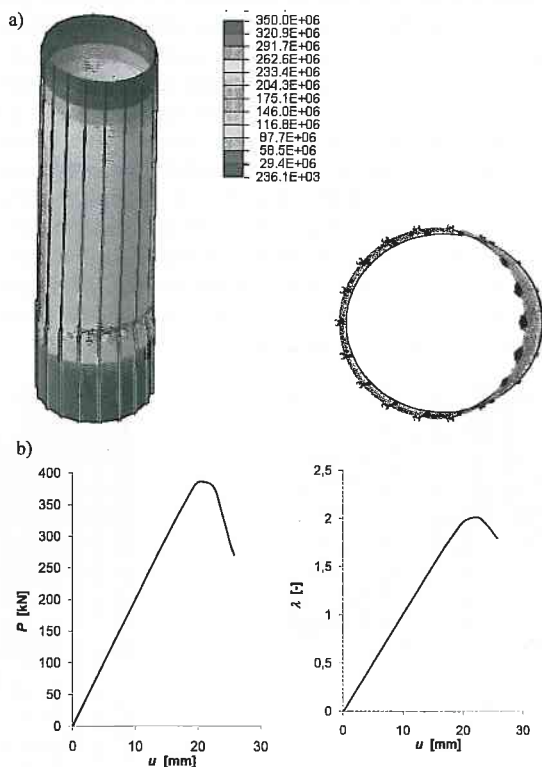 a)
350.0E+06
320.9E+06
291.7E+06
262.6E+06
233.4E+06
204.3E+06
175.1E+06
146.0E+06
116.8E+06
87.7E+06
58.5E+06
29.4E+06
236.1E+03
b)
400
350
300
250
200
150
100
50
0
P [kN]
0 10 20 30
u [mm]
2,5
2
1,5
1
0,5
0
λ [-]
0 10 20 30
u [mm]